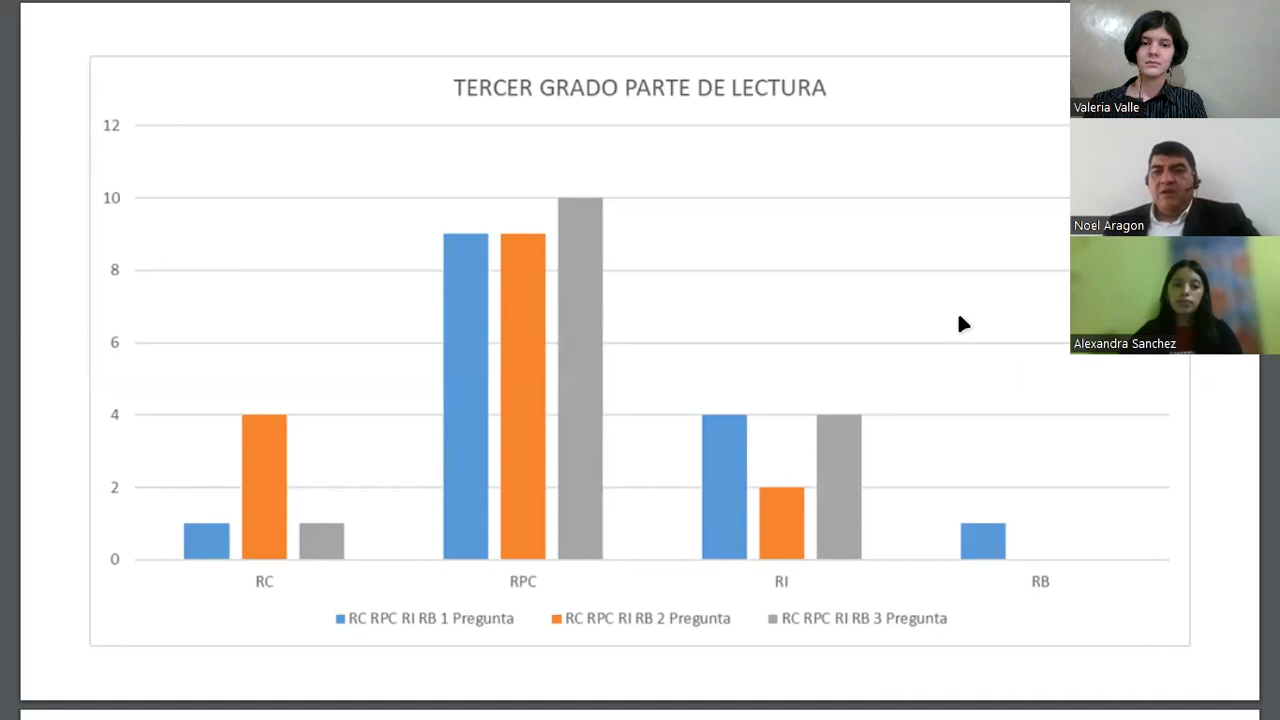 TERCER GRADO PARTE DE LECTURA
12
10
8
6
4
2
0
RC RPC RI RB
RC RPC RI RB 1 Pregunta RC RPC RI RB 2 Pregunta RC RPC RI RB 3 Pregunta
Valeria Valle
Noel Aragon
Alexandra Sanchez